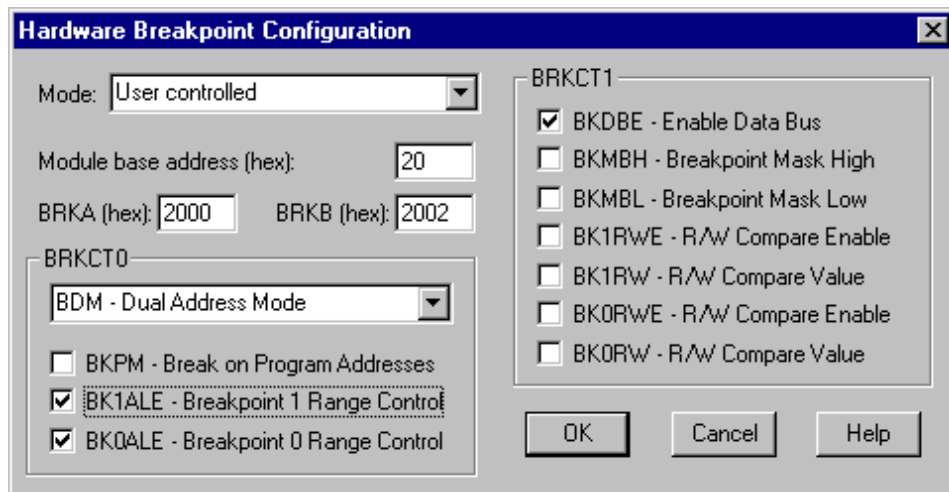 Hardware Breakpoint Configuration
Mode: User controlled
Module base address (hex): 20
BRKA (hex): 2000 BRKB (hex): 2002
BRKCT0
BDM - Dual Address Mode
BKPM - Break on Program Addresses
BK1ALE - Breakpoint 1 Range Control
BK0ALE - Breakpoint 0 Range Control
BRKCT1
BKDBE - Enable Data Bus
BKMBH - Breakpoint Mask High
BKMBL - Breakpoint Mask Low
BK1RWE - R/W Compare Enable
BK1RW - R/W Compare Value
BK0RWE - R/W Compare Enable
BK0RW - R/W Compare Value
OK Cancel Help